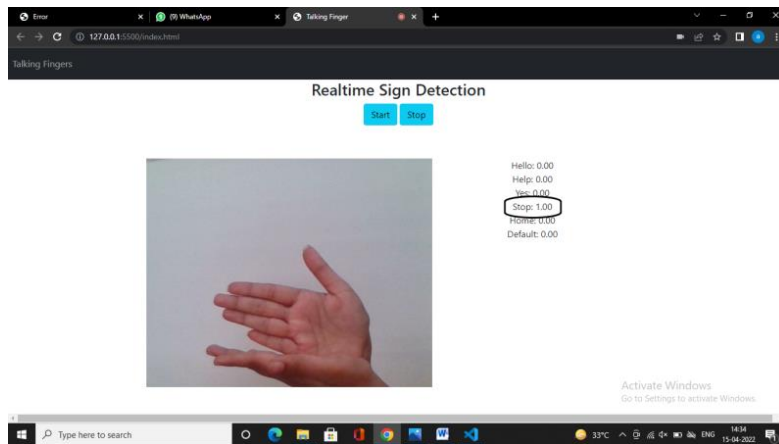 Error
(9) WhatsApp
Talking Finger
127.0.0.1:5500/index.html
Talking Fingers
Realtime Sign Detection
Start Stop
Hello: 0.00
Help: 0.00
Yes: 0.00
Stop: 1.00
Home: 0.00
Default: 0.00
Activate Windows
Go to Settings to activate Windows.
Type here to search
33°C ENG 14:34
15-04-2022